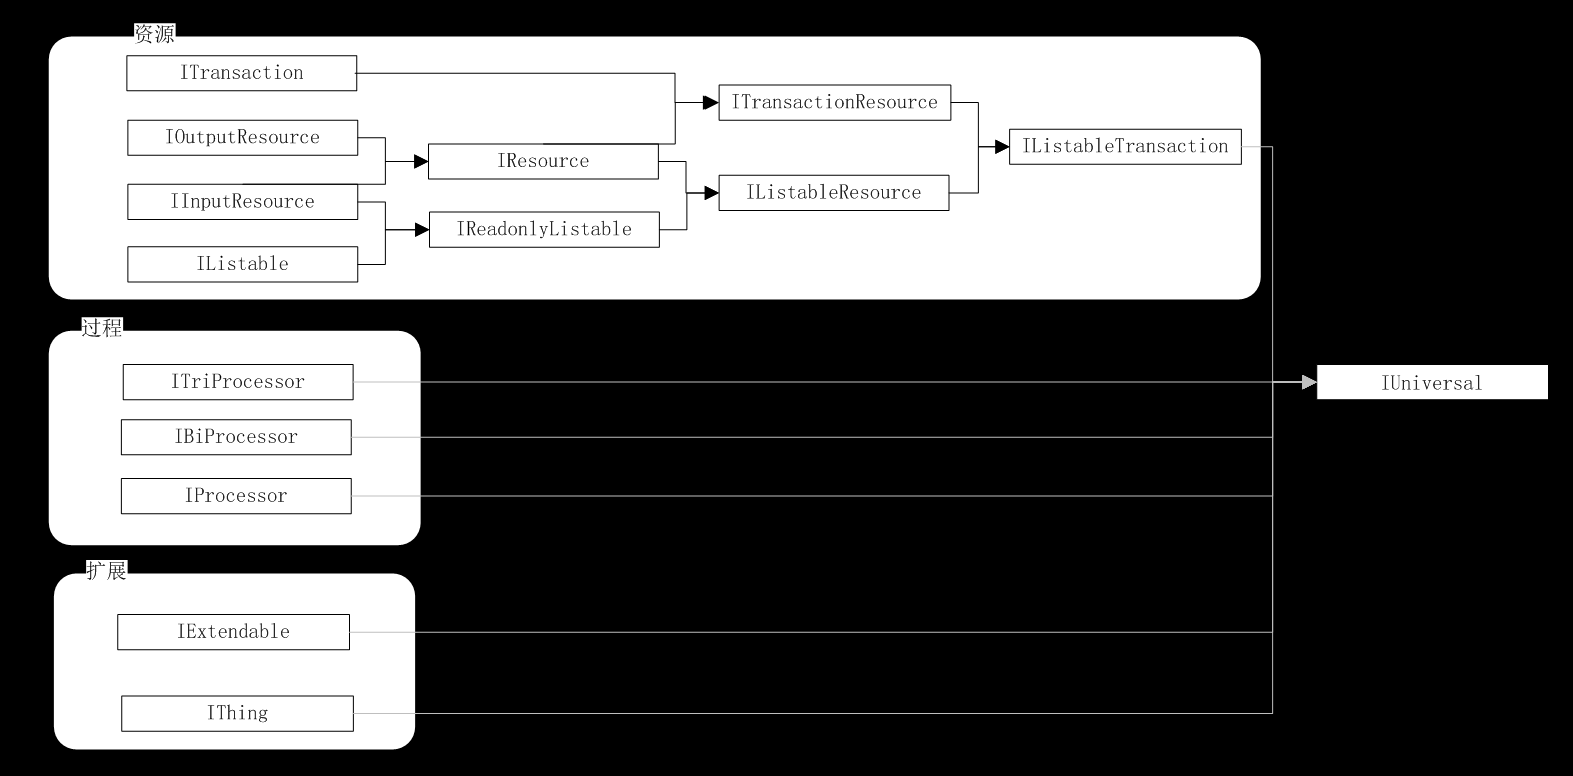 资源
ITransaction
ITransactionResource
IOutputResource
IListableTransaction
IResource
IListableResource
IInputResource
IReadonlyListable
IListable
过程
ITriProcessor
IUniversal
IBiProcessor
IProcessor
扩展
IExtendable
IThing